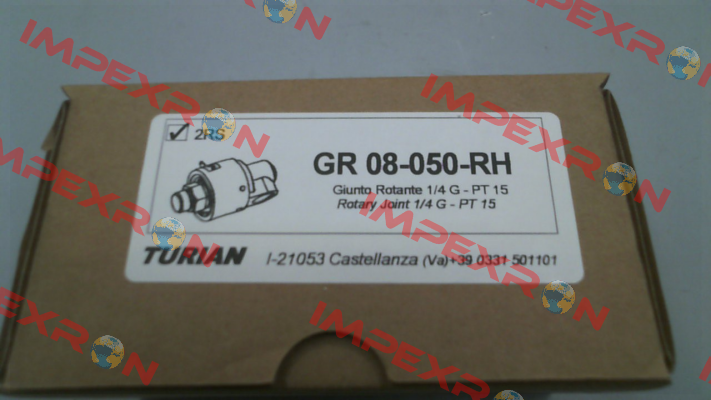 2RS
GR 08-050-RH
Giunto Rotante 1/4 G - PT 15
Rotary Joint 1/4 G - PT 15
TURIAN I-21053 Castellanza (Va)+39 0331 501101
IMPEXRON
IMPEXRON
IMPEXRON
IMPEXRON
IMPEXRON
IMPEXRON